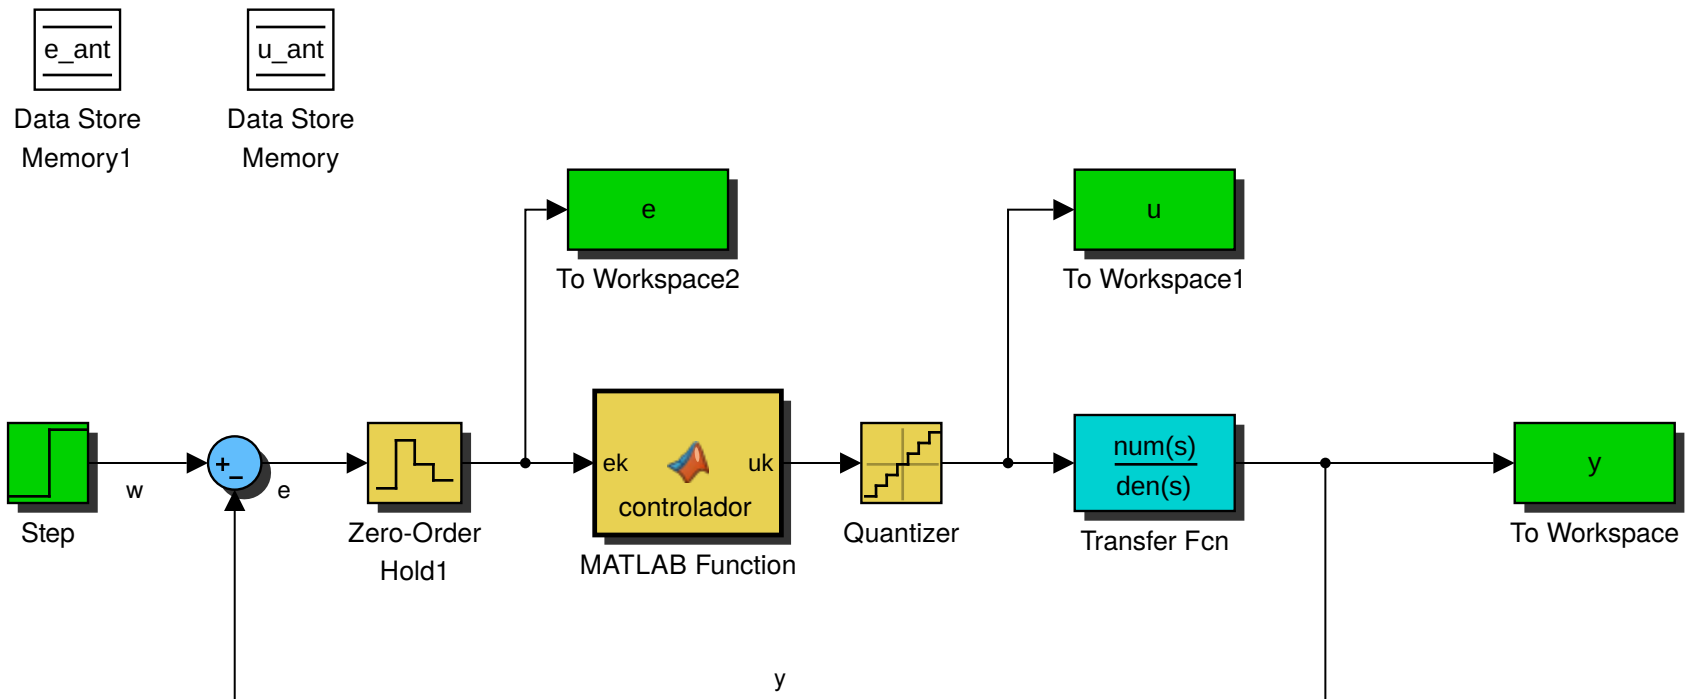 e_ant
u_ant
Data Store
Memory1
Data Store
Memory
e
u
To Workspace2
To Workspace1
+
−
w
e
ek
uk
controlador
num(s)
den(s)
y
Step
Zero-Order
Hold1
MATLAB Function
Quantizer
Transfer Fcn
To Workspace
y